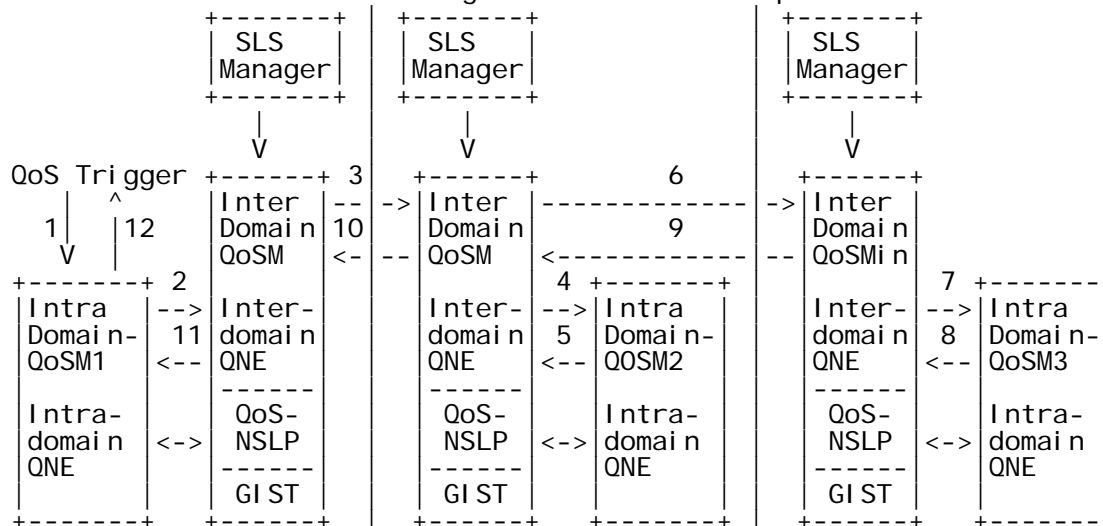 +-------+  |  +-------+                    |  +-------+
                  | SLS   |  |  | SLS   |                    |  | SLS   |
                  |Manager|  |  |Manager|                    |  |Manager|
                  +-------+  |  +-------+                    |  +-------+
                      |      |      |                        |      |
                      V      |      V                        |      V
QoS Trigger       +------+ 3 |   +------+         6          |   +------+
    |   ^         |Inter |-- | ->|Inter |------------------- | ->|Inter |
   1|   |12       |Domain|10 |   |Domain|         9          |   |Domain|
    V   |         |QoSM  |<- | --|QoSM  |<------------------ | --|QoSMin|
+-------+ 2       |      |   |   |      | 4 +-------+        |   |      | 7 +-------
|Intra  |-->|Inter- |   |   |Inter-|-->|Intra  |   |   |Inter-|-->|Intra
|Domain-| 11|domain |   |   |domain| 5 |Domain-|   |   |domain| 8 |Domain-
|QoSM1  |<--|QNE    |   |   |QNE   |<--|QOSM2  |   |   |QNE   |<--|QoSM3
|       |   |------|   |   |------|   |       |   |   |------|   |
|Intra- |   | QoS- |   |   | QoS- |   |Intra- |   |   | QoS- |   |Intra-
|domain |<->| NSLP |   |   | NSLP |<->|domain |   |   | NSLP |<->|domain
|QNE    |   |------|   |   |------|   |QNE    |   |   |------|   |QNE
|       |   | GIST |   |   | GIST |   |       |   |   | GIST |   |
+-------+   +------+   |   +------+   +-------+   |   +------+   +-------